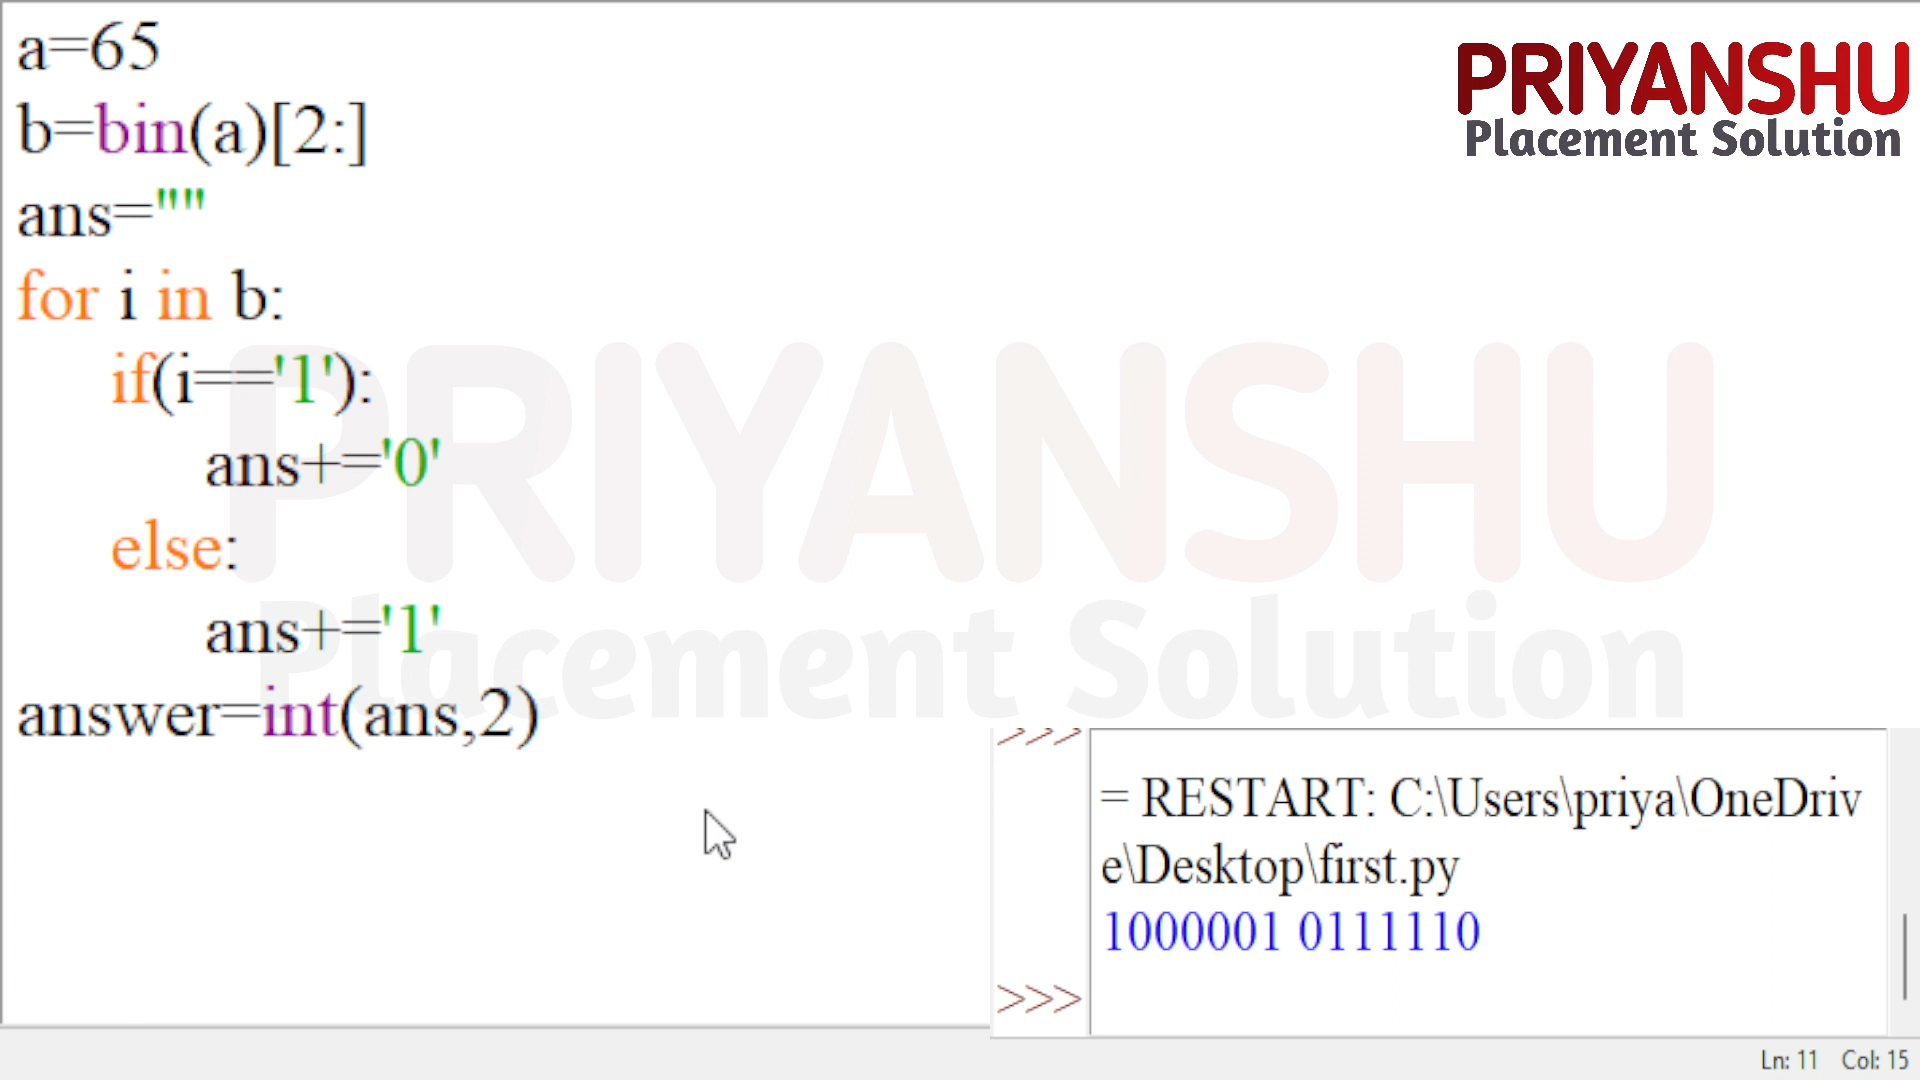 a=65
b=bin(a)[2:]
ans=""
for i in b:
if(i=='1'):
ans+='0'
else:
ans+='1'
answer=int(ans,2)
PRIYANSHU
Placement Solution
PRIYANSHU
Placement Solution
>>>
= RESTART: C:\Users\priya\OneDriv
e\Desktop\first.py
1000001 0111110
>>>
Ln: 11 Col: 15